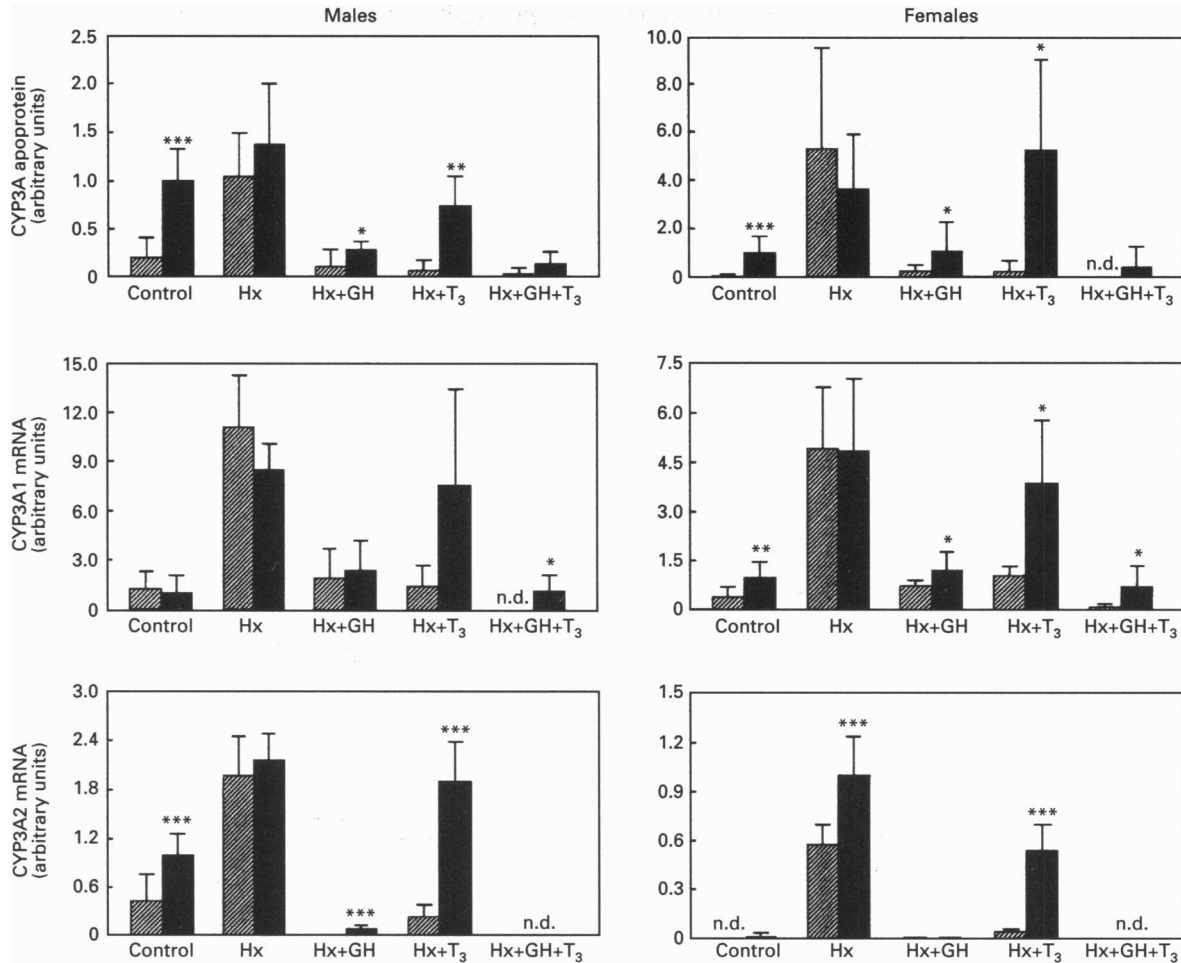 Males
Females
CYP3A apoprotein
(arbitrary units)
2.5
2.0
1.5
1.0
0.5
0
***
*
**
Control
Hx
Hx+GH
Hx+T3
Hx+GH+T3
10.0
8.0
6.0
4.0
2.0
0
***
*
*
n.d.
Control
Hx
Hx+GH
Hx+T3
Hx+GH+T3
CYP3A1 mRNA
(arbitrary units)
15.0
12.0
9.0
6.0
3.0
0
n.d.
*
Control
Hx
Hx+GH
Hx+T3
Hx+GH+T3
7.5
6.0
4.5
3.0
1.5
0
**
*
*
*
Control
Hx
Hx+GH
Hx+T3
Hx+GH+T3
CYP3A2 mRNA
(arbitrary units)
3.0
2.4
1.8
1.2
0.6
0
***
***
***
n.d.
Control
Hx
Hx+GH
Hx+T3
Hx+GH+T3
1.5
1.2
0.9
0.6
0.3
0
n.d.
***
***
n.d.
Control
Hx
Hx+GH
Hx+T3
Hx+GH+T3